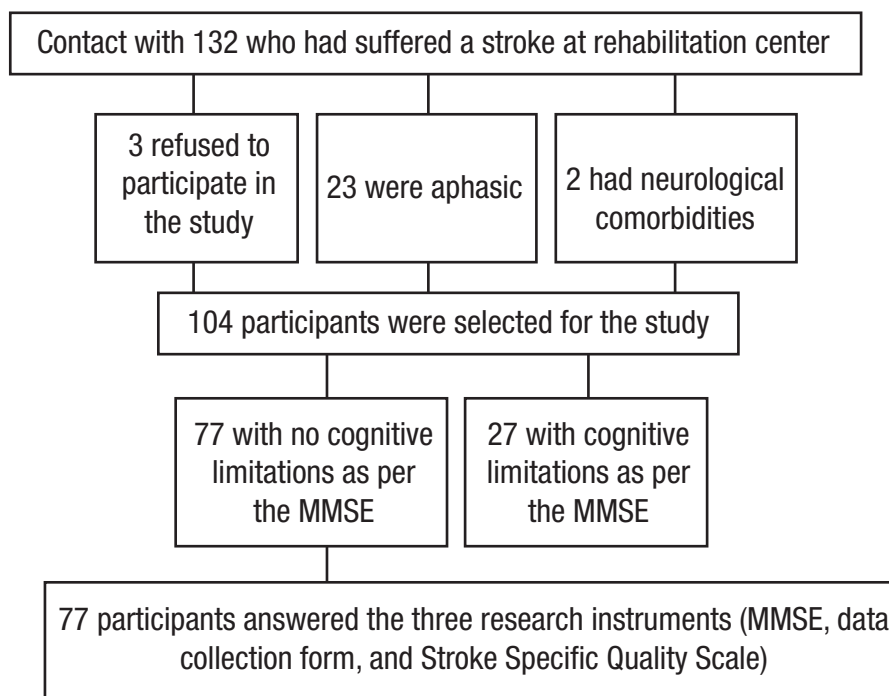 Contact with 132 who had suffered a stroke at rehabilitation center
3 refused to
participate in
the study
23 were aphasic
2 had neurological
comorbidities
104 participants were selected for the study
77 with no cognitive
limitations as per
the MMSE
27 with cognitive
limitations as per
the MMSE
77 participants answered the three research instruments (MMSE, data
collection form, and Stroke Specific Quality Scale)